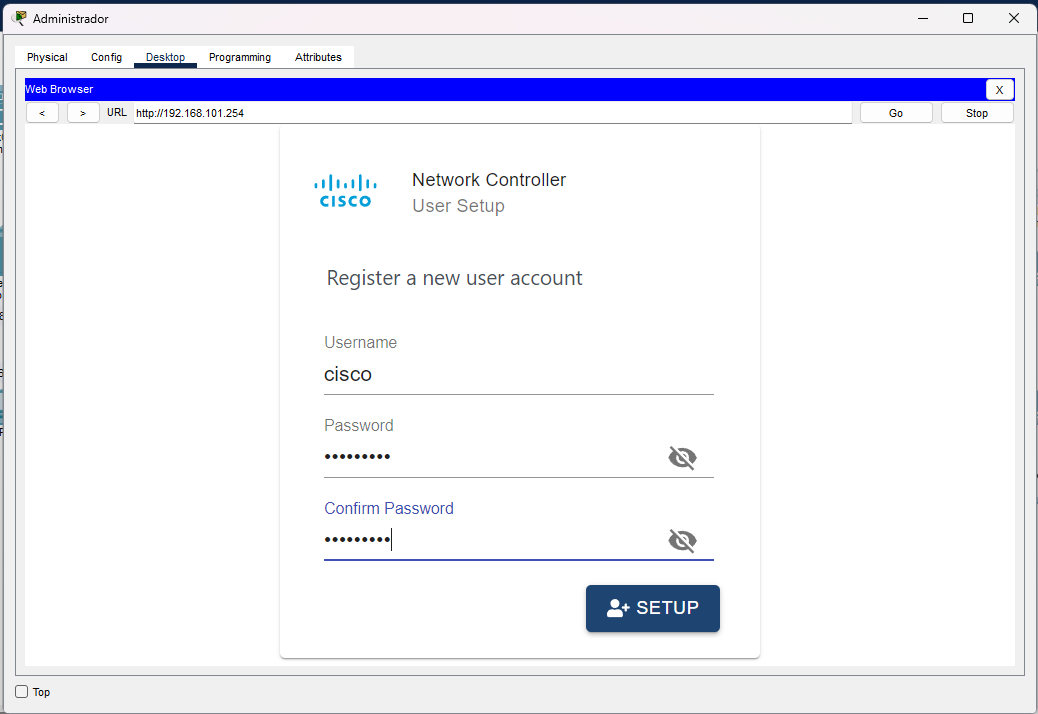 Administrador
Physical Config Desktop Programming Attributes
Web Browser X
< > URL http://192.168.101.254 Go Stop
CISCO
Network Controller
User Setup
Register a new user account
Username
cisco
Password
•••••••••
Confirm Password
•••••••••
SETUP
Top